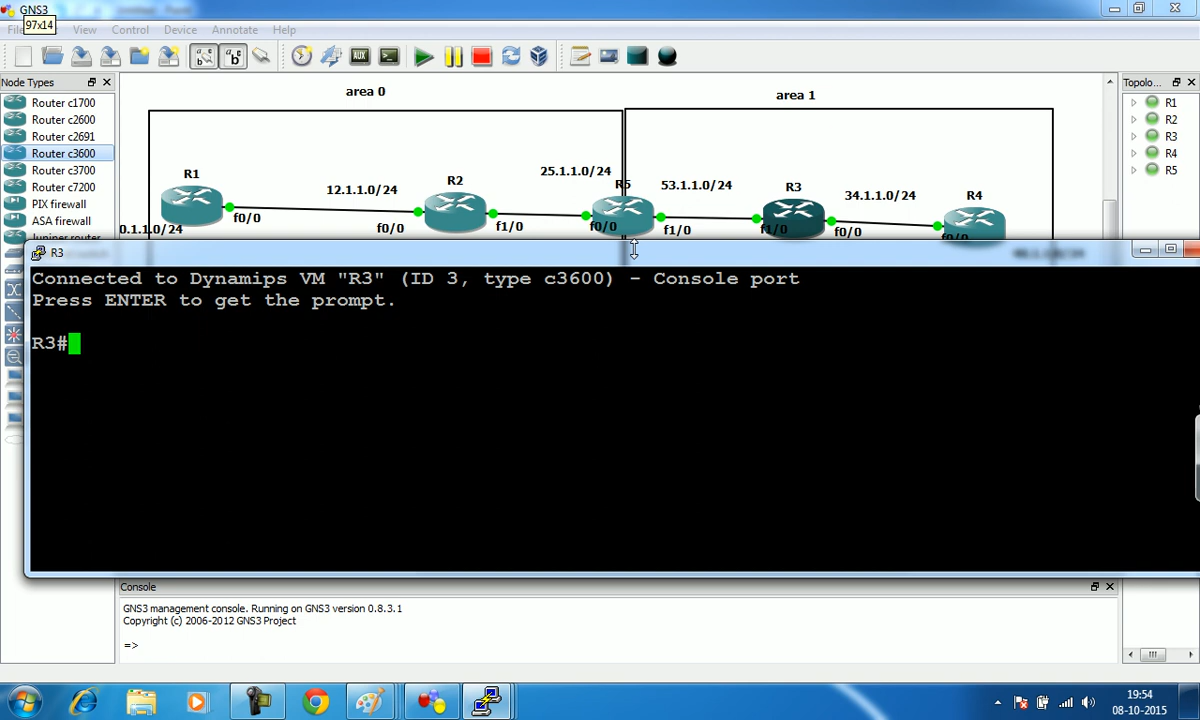 GNS3
97x14
View Control Device Annotate Help
Node Types
Topolo...
Router c1700
Router c2600
Router c2691
Router c3600
Router c3700
Router c7200
PIX firewall
ASA firewall
Juniper router
area 0
area 1
R1
R2
R5
R3
R4
12.1.1.0/24
25.1.1.0/24
53.1.1.0/24
34.1.1.0/24
f0/0
f0/0
f1/0
f0/0
f1/0
f1/0
f0/0
f0/0
0.1.1.0/24
R1
R2
R3
R4
R5
R3
Connected to Dynamips VM "R3" (ID 3, type c3600) - Console port
Press ENTER to get the prompt.
R3#
Console
GNS3 management console. Running on GNS3 version 0.8.3.1
Copyright (c) 2006-2012 GNS3 Project
=>
19:54
08-10-2015